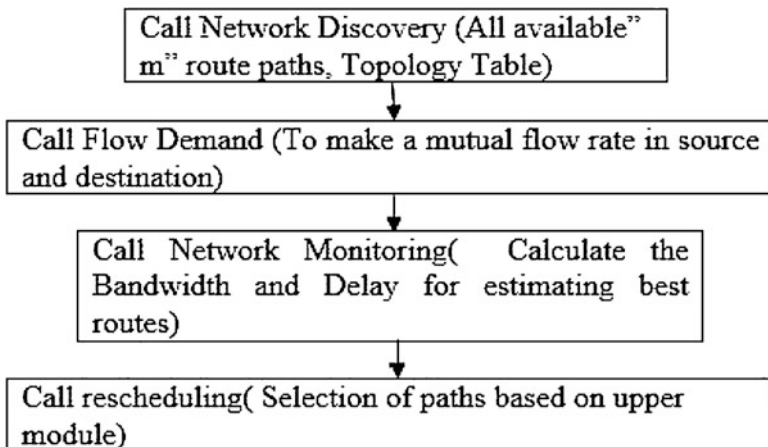 Call Network Discovery (All available”
m” route paths, Topology Table)
Call Flow Demand (To make a mutual flow rate in source
and destination)
Call Network Monitoring( Calculate the
Bandwidth and Delay for estimating best
routes)
Call rescheduling( Selection of paths based on upper
module)